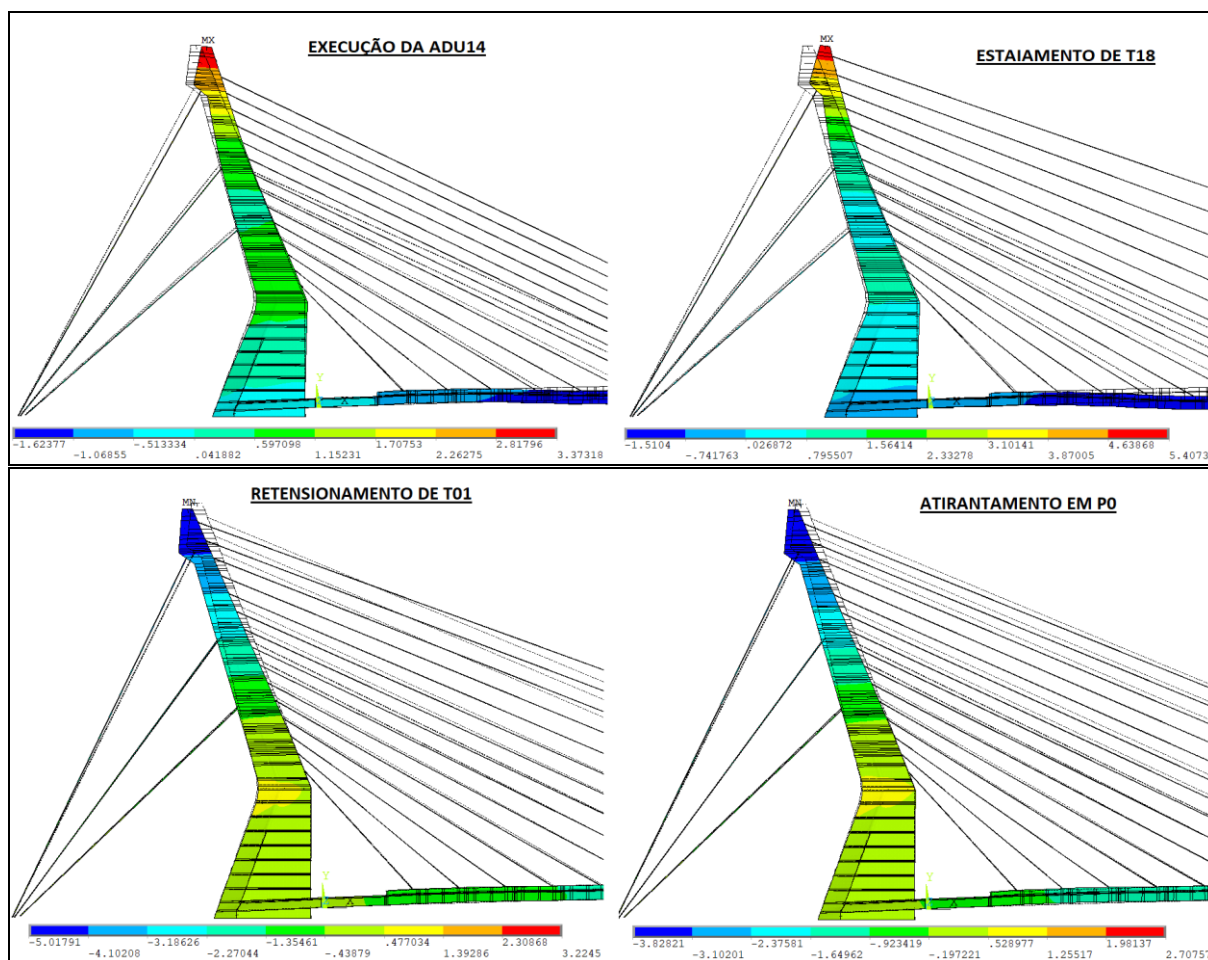 EXECUÇÃO DA ADU14
MX
Y
X
-1.62377 -.513334 .597098 1.70753 2.81796
-1.06855 .041882 1.15231 2.26275 3.37318
ESTAIAMENTO DE T18
MX
Y
X
-1.5104 .026872 1.56414 3.10141 4.63868
-.741763 .795507 2.33278 3.87005 5.4073
RETENSIONAMENTO DE T01
MN
Y
X
-5.01791 -3.18626 -1.35461 .477034 2.30868
-4.10208 -2.27044 -.43879 1.39286 3.2245
ATIRANTAMENTO EM P0
MN
Y
X
-3.82821 -2.37581 -.923419 .528977 1.98137
-3.10201 -1.64962 -.197221 1.25517 2.70757